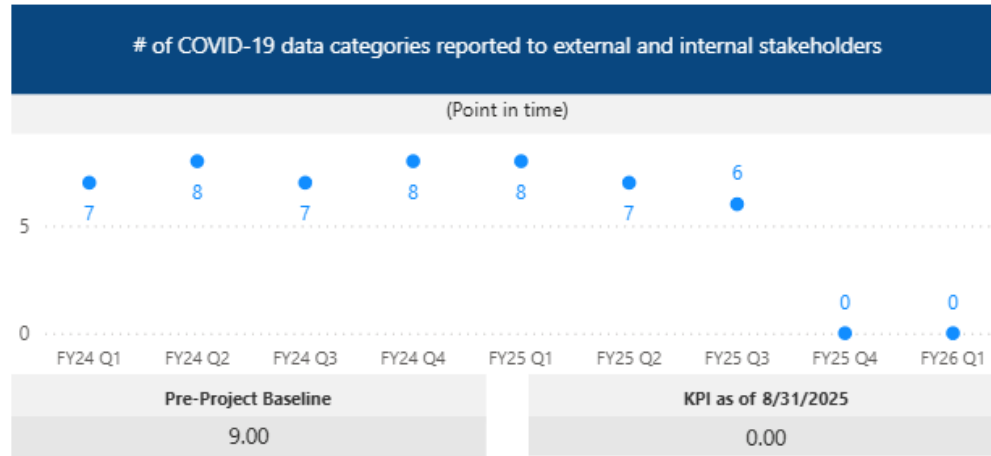 # of COVID-19 data categories reported to external and internal stakeholders
(Point in time)
7 8 7 8 8 7 6 0 0
5
0
FY24 Q1 FY24 Q2 FY24 Q3 FY24 Q4 FY25 Q1 FY25 Q2 FY25 Q3 FY25 Q4 FY26 Q1
Pre-Project Baseline KPI as of 8/31/2025
9.00 0.00